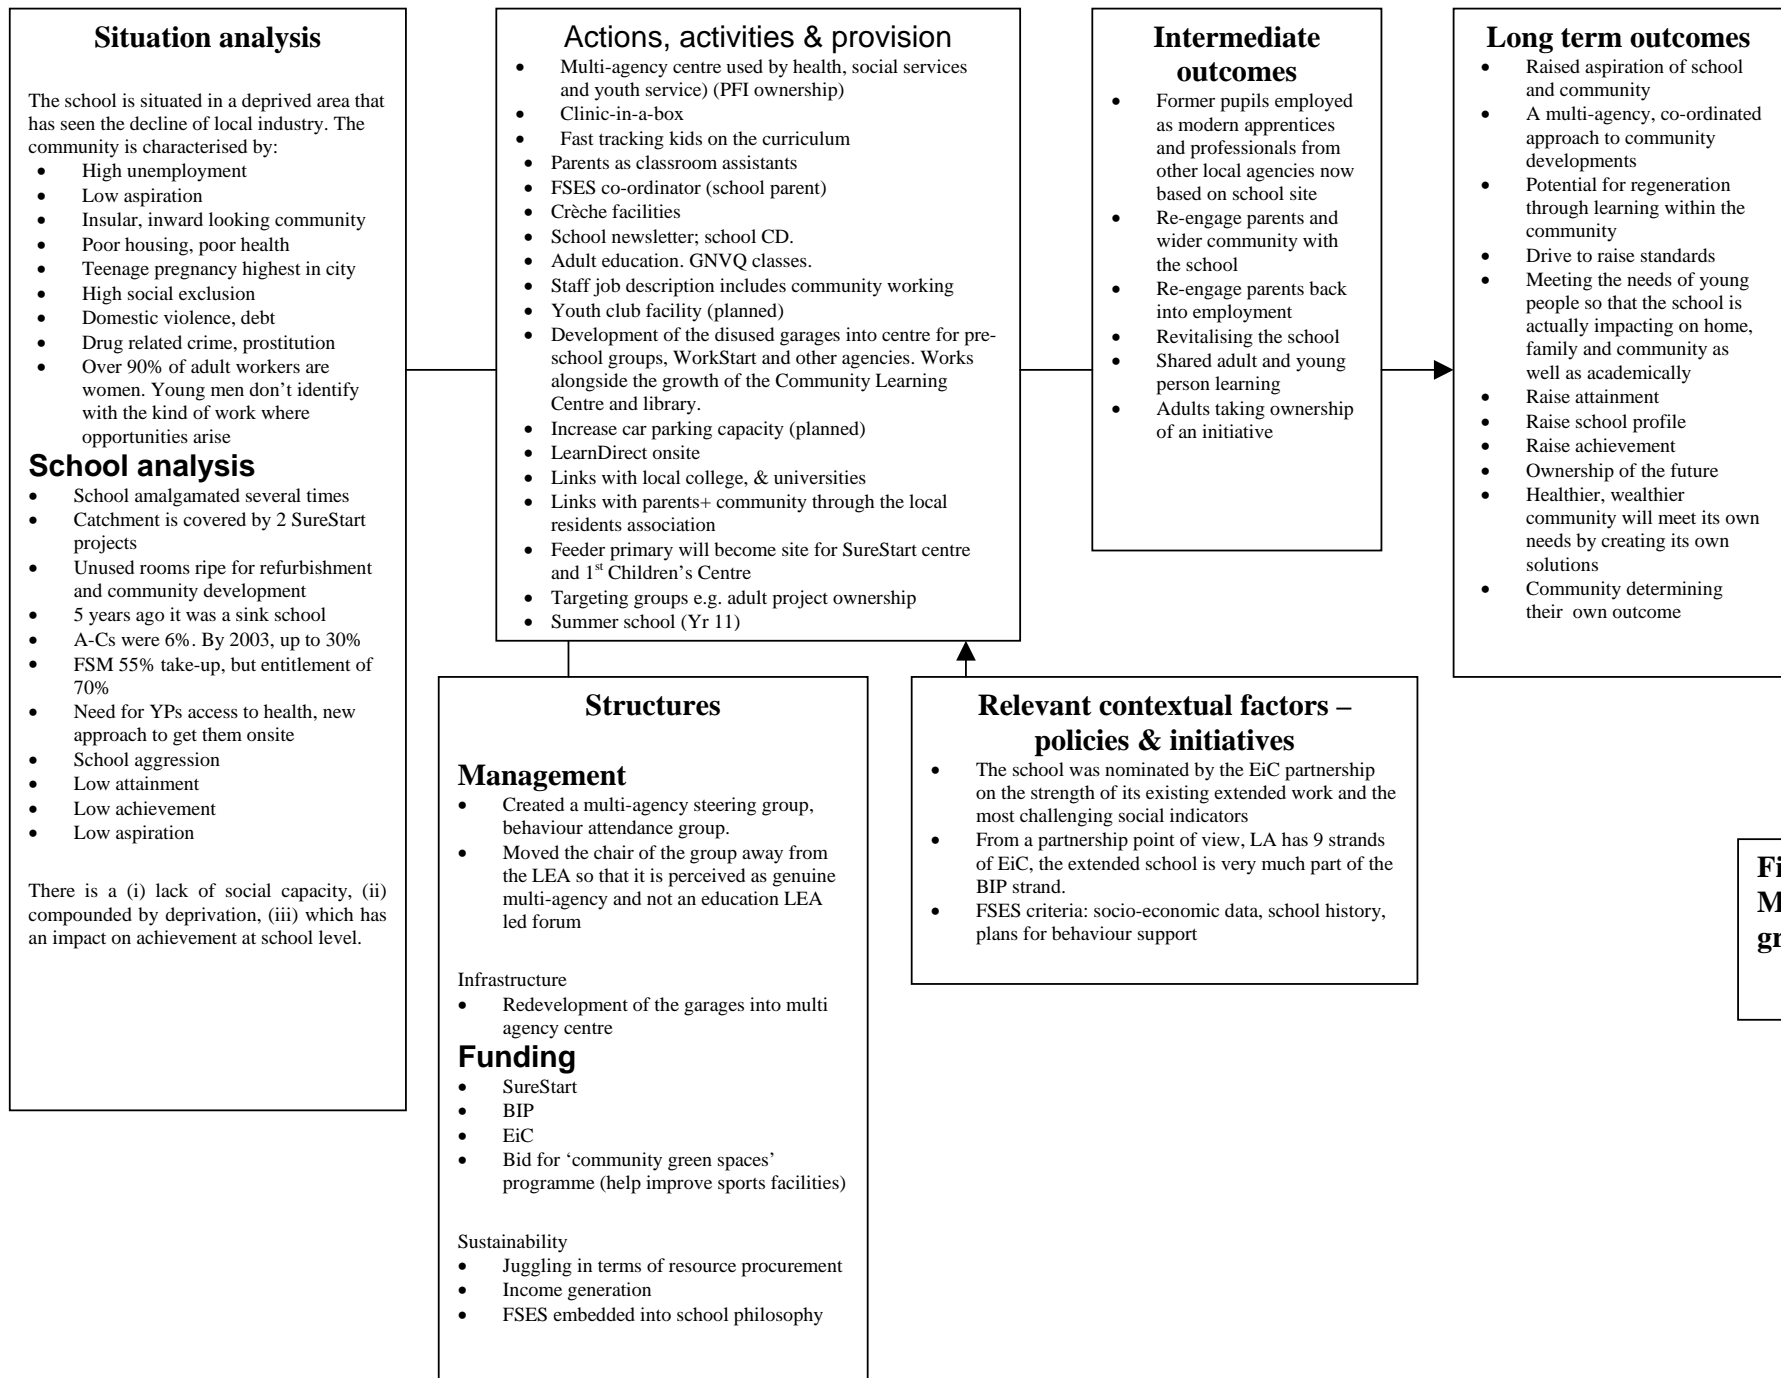 Situation analysis
The school is situated in a deprived area that
has seen the decline of local industry. The
community is characterised by:
• High unemployment
• Low aspiration
• Insular, inward looking community
• Poor housing, poor health
• Teenage pregnancy highest in city
• High social exclusion
• Domestic violence, debt
• Drug related crime, prostitution
• Over 90% of adult workers are
women. Young men don’t identify
with the kind of work where
opportunities arise
School analysis
• School amalgamated several times
• Catchment is covered by 2 SureStart
projects
• Unused rooms ripe for refurbishment
and community development
• 5 years ago it was a sink school
• A-Cs were 6%. By 2003, up to 30%
• FSM 55% take-up, but entitlement of
70%
• Need for YPs access to health, new
approach to get them onsite
• School aggression
• Low attainment
• Low achievement
• Low aspiration
There is a (i) lack of social capacity, (ii)
compounded by deprivation, (iii) which has
an impact on achievement at school level.
Actions, activities & provision
• Multi-agency centre used by health, social services
and youth service) (PFI ownership)
• Clinic-in-a-box
• Fast tracking kids on the curriculum
• Parents as classroom assistants
• FSES co-ordinator (school parent)
• Crèche facilities
• School newsletter; school CD.
• Adult education. GNVQ classes.
• Staff job description includes community working
• Youth club facility (planned)
• Development of the disused garages into centre for pre-
school groups, WorkStart and other agencies. Works
alongside the growth of the Community Learning
Centre and library.
• Increase car parking capacity (planned)
• LearnDirect onsite
• Links with local college, & universities
• Links with parents+ community through the local
residents association
• Feeder primary will become site for SureStart centre
and 1st Children’s Centre
• Targeting groups e.g. adult project ownership
• Summer school (Yr 11)
Intermediate
outcomes
• Former pupils employed
as modern apprentices
and professionals from
other local agencies now
based on school site
• Re-engage parents and
wider community with
the school
• Re-engage parents back
into employment
• Revitalising the school
• Shared adult and young
person learning
• Adults taking ownership
of an initiative
Long term outcomes
• Raised aspiration of school
and community
• A multi-agency, co-ordinated
approach to community
developments
• Potential for regeneration
through learning within the
community
• Drive to raise standards
• Meeting the needs of young
people so that the school is
actually impacting on home,
family and community as
well as academically
• Raise attainment
• Raise school profile
• Raise achievement
• Ownership of the future
• Healthier, wealthier
community will meet its own
needs by creating its own
solutions
• Community determining
their own outcome
Structures
Management
• Created a multi-agency steering group,
behaviour attendance group.
• Moved the chair of the group away from
the LEA so that it is perceived as genuine
multi-agency and not an education LEA
led forum
Infrastructure
• Redevelopment of the garages into multi
agency centre
Funding
• SureStart
• BIP
• EiC
• Bid for ‘community green spaces’
programme (help improve sports facilities)
Sustainability
• Juggling in terms of resource procurement
• Income generation
• FSES embedded into school philosophy
Relevant contextual factors –
policies & initiatives
• The school was nominated by the EiC partnership
on the strength of its existing extended work and the
most challenging social indicators
• From a partnership point of view, LA has 9 strands
of EiC, the extended school is very much part of the
BIP strand.
• FSES criteria: socio-economic data, school history,
plans for behaviour support